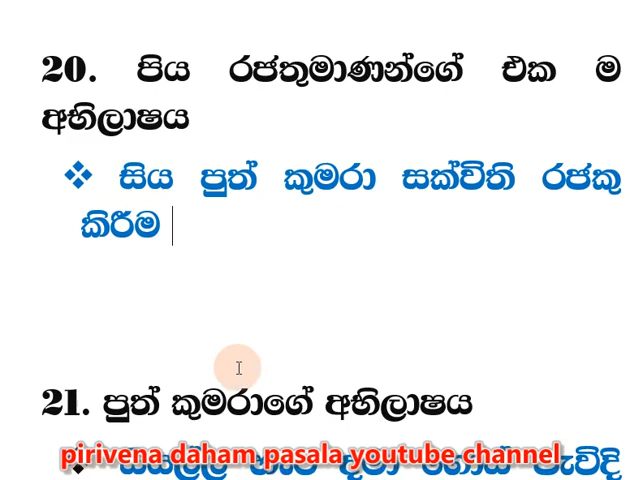 20. පිය රජතුමාණන්ගේ එක ම
අභිලාෂය
❖ සිය පුත් කුමරා සක්විති රජකු
කිරීම
21. පුත් කුමරාගේ අභිලාෂය
pirivena daham pasala youtube channel